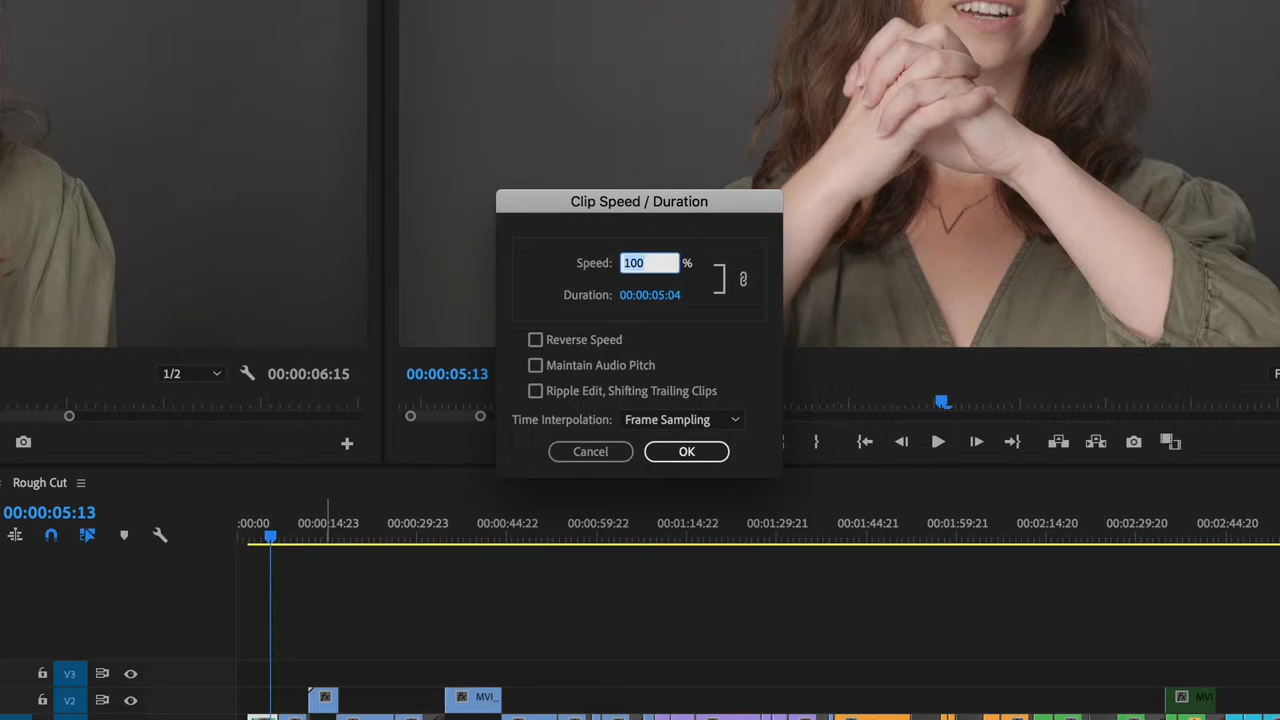 Clip Speed / Duration
Speed: 100 %
Duration: 00:00:05:04
Reverse Speed
Maintain Audio Pitch
Ripple Edit, Shifting Trailing Clips
Time Interpolation: Frame Sampling
Cancel OK
1/2 00:00:06:15
00:00:05:13
Rough Cut
00:00:05:13
:00:00 00:00:14:23 00:00:29:23 00:00:44:22 00:00:59:22 00:01:14:22 00:01:29:21 00:01:44:21 00:01:59:21 00:02:14:20 00:02:29:20 00:02:44:20
V3
V2 fx fx MVI_ fx MVI